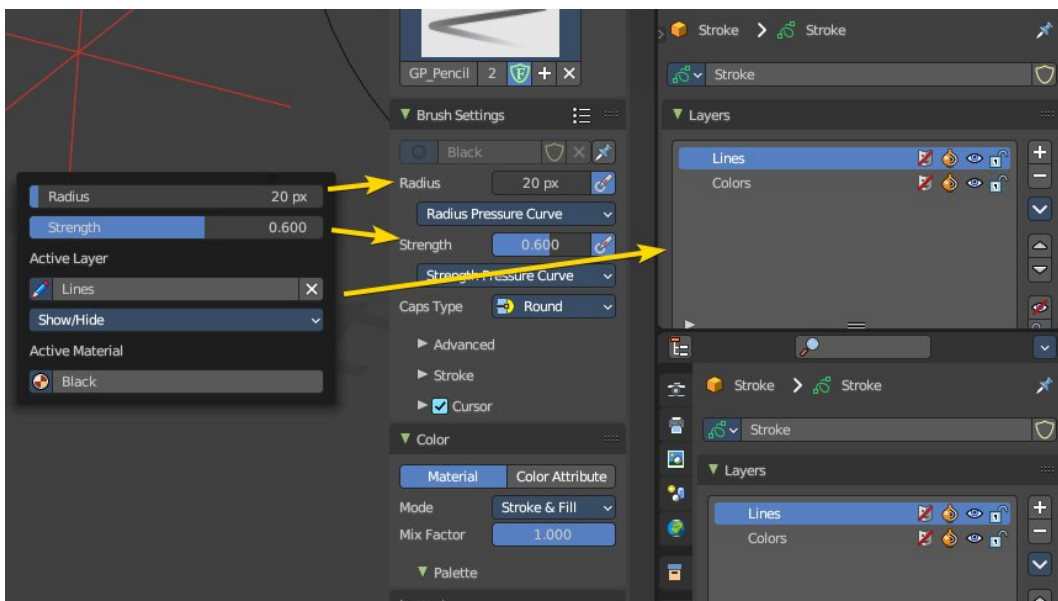 Radius 20 px
Strength 0.600
Active Layer
Lines
Show/Hide
Active Material
Black
GP_Pencil 2 F
Brush Settings
Black
Radius 20 px
Radius Pressure Curve
Strength 0.600
Strength Pressure Curve
Caps Type Round
Advanced
Stroke
Cursor
Color
Material Color Attribute
Mode Stroke & Fill
Mix Factor 1.000
Palette
Stroke Stroke
Stroke
Layers
Lines
Colors
Stroke Stroke
Stroke
Layers
Lines
Colors